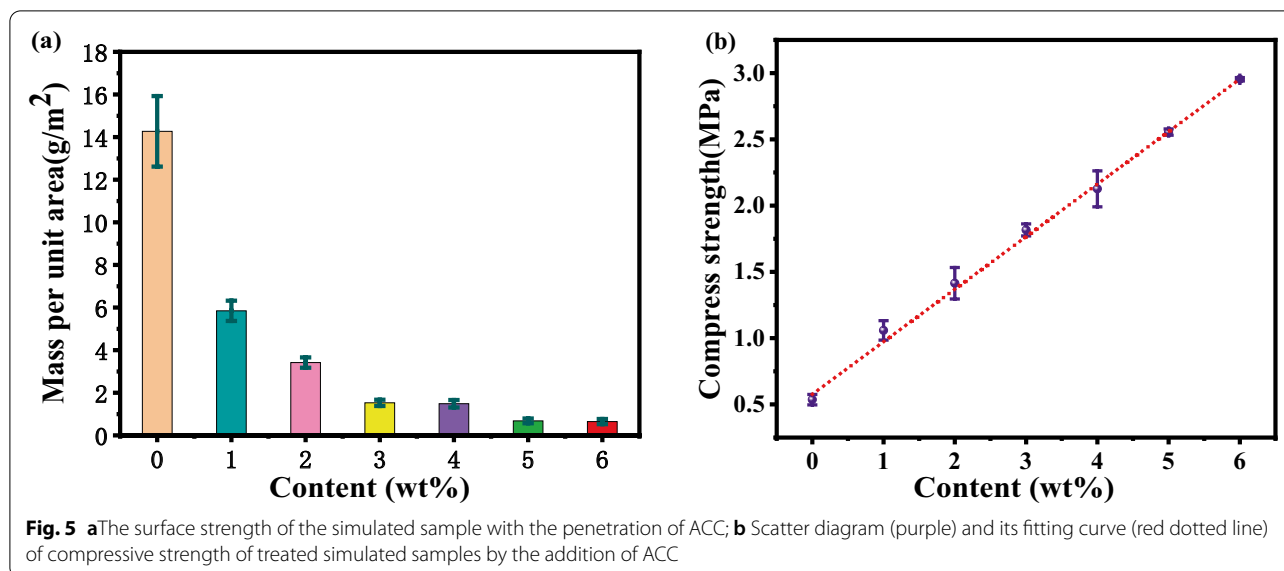 (a)
Mass per unit area(g/m²)
18
16
14
12
10
8
6
4
2
0
0 1 2 3 4 5 6
Content (wt%)
(b)
Compress strength(MPa)
3.0
2.5
2.0
1.5
1.0
0.5
0 1 2 3 4 5 6
Content (wt%)
Fig. 5 aThe surface strength of the simulated sample with the penetration of ACC; b Scatter diagram (purple) and its fitting curve (red dotted line)
of compressive strength of treated simulated samples by the addition of ACC